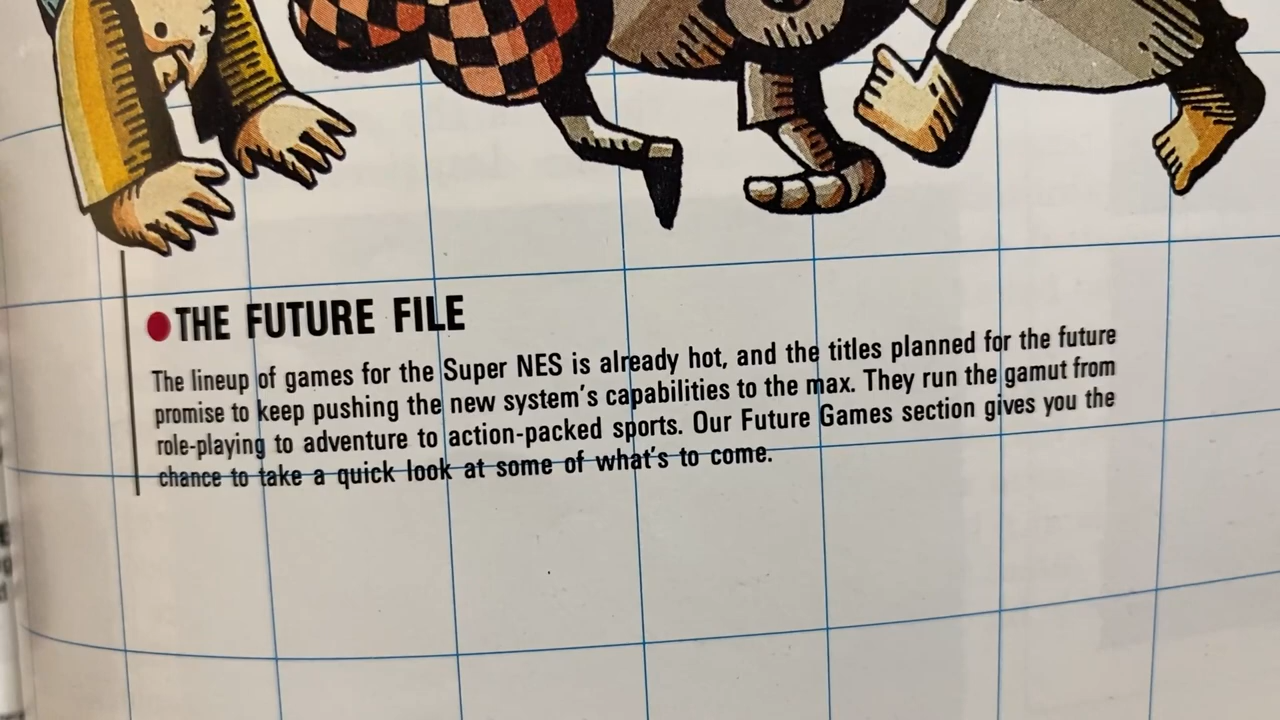 THE FUTURE FILE
The lineup of games for the Super NES is already hot, and the titles planned for the future
promise to keep pushing the new system's capabilities to the max. They run the gamut from
role-playing to adventure to action-packed sports. Our Future Games section gives you the
chance to take a quick look at some of what's to come.